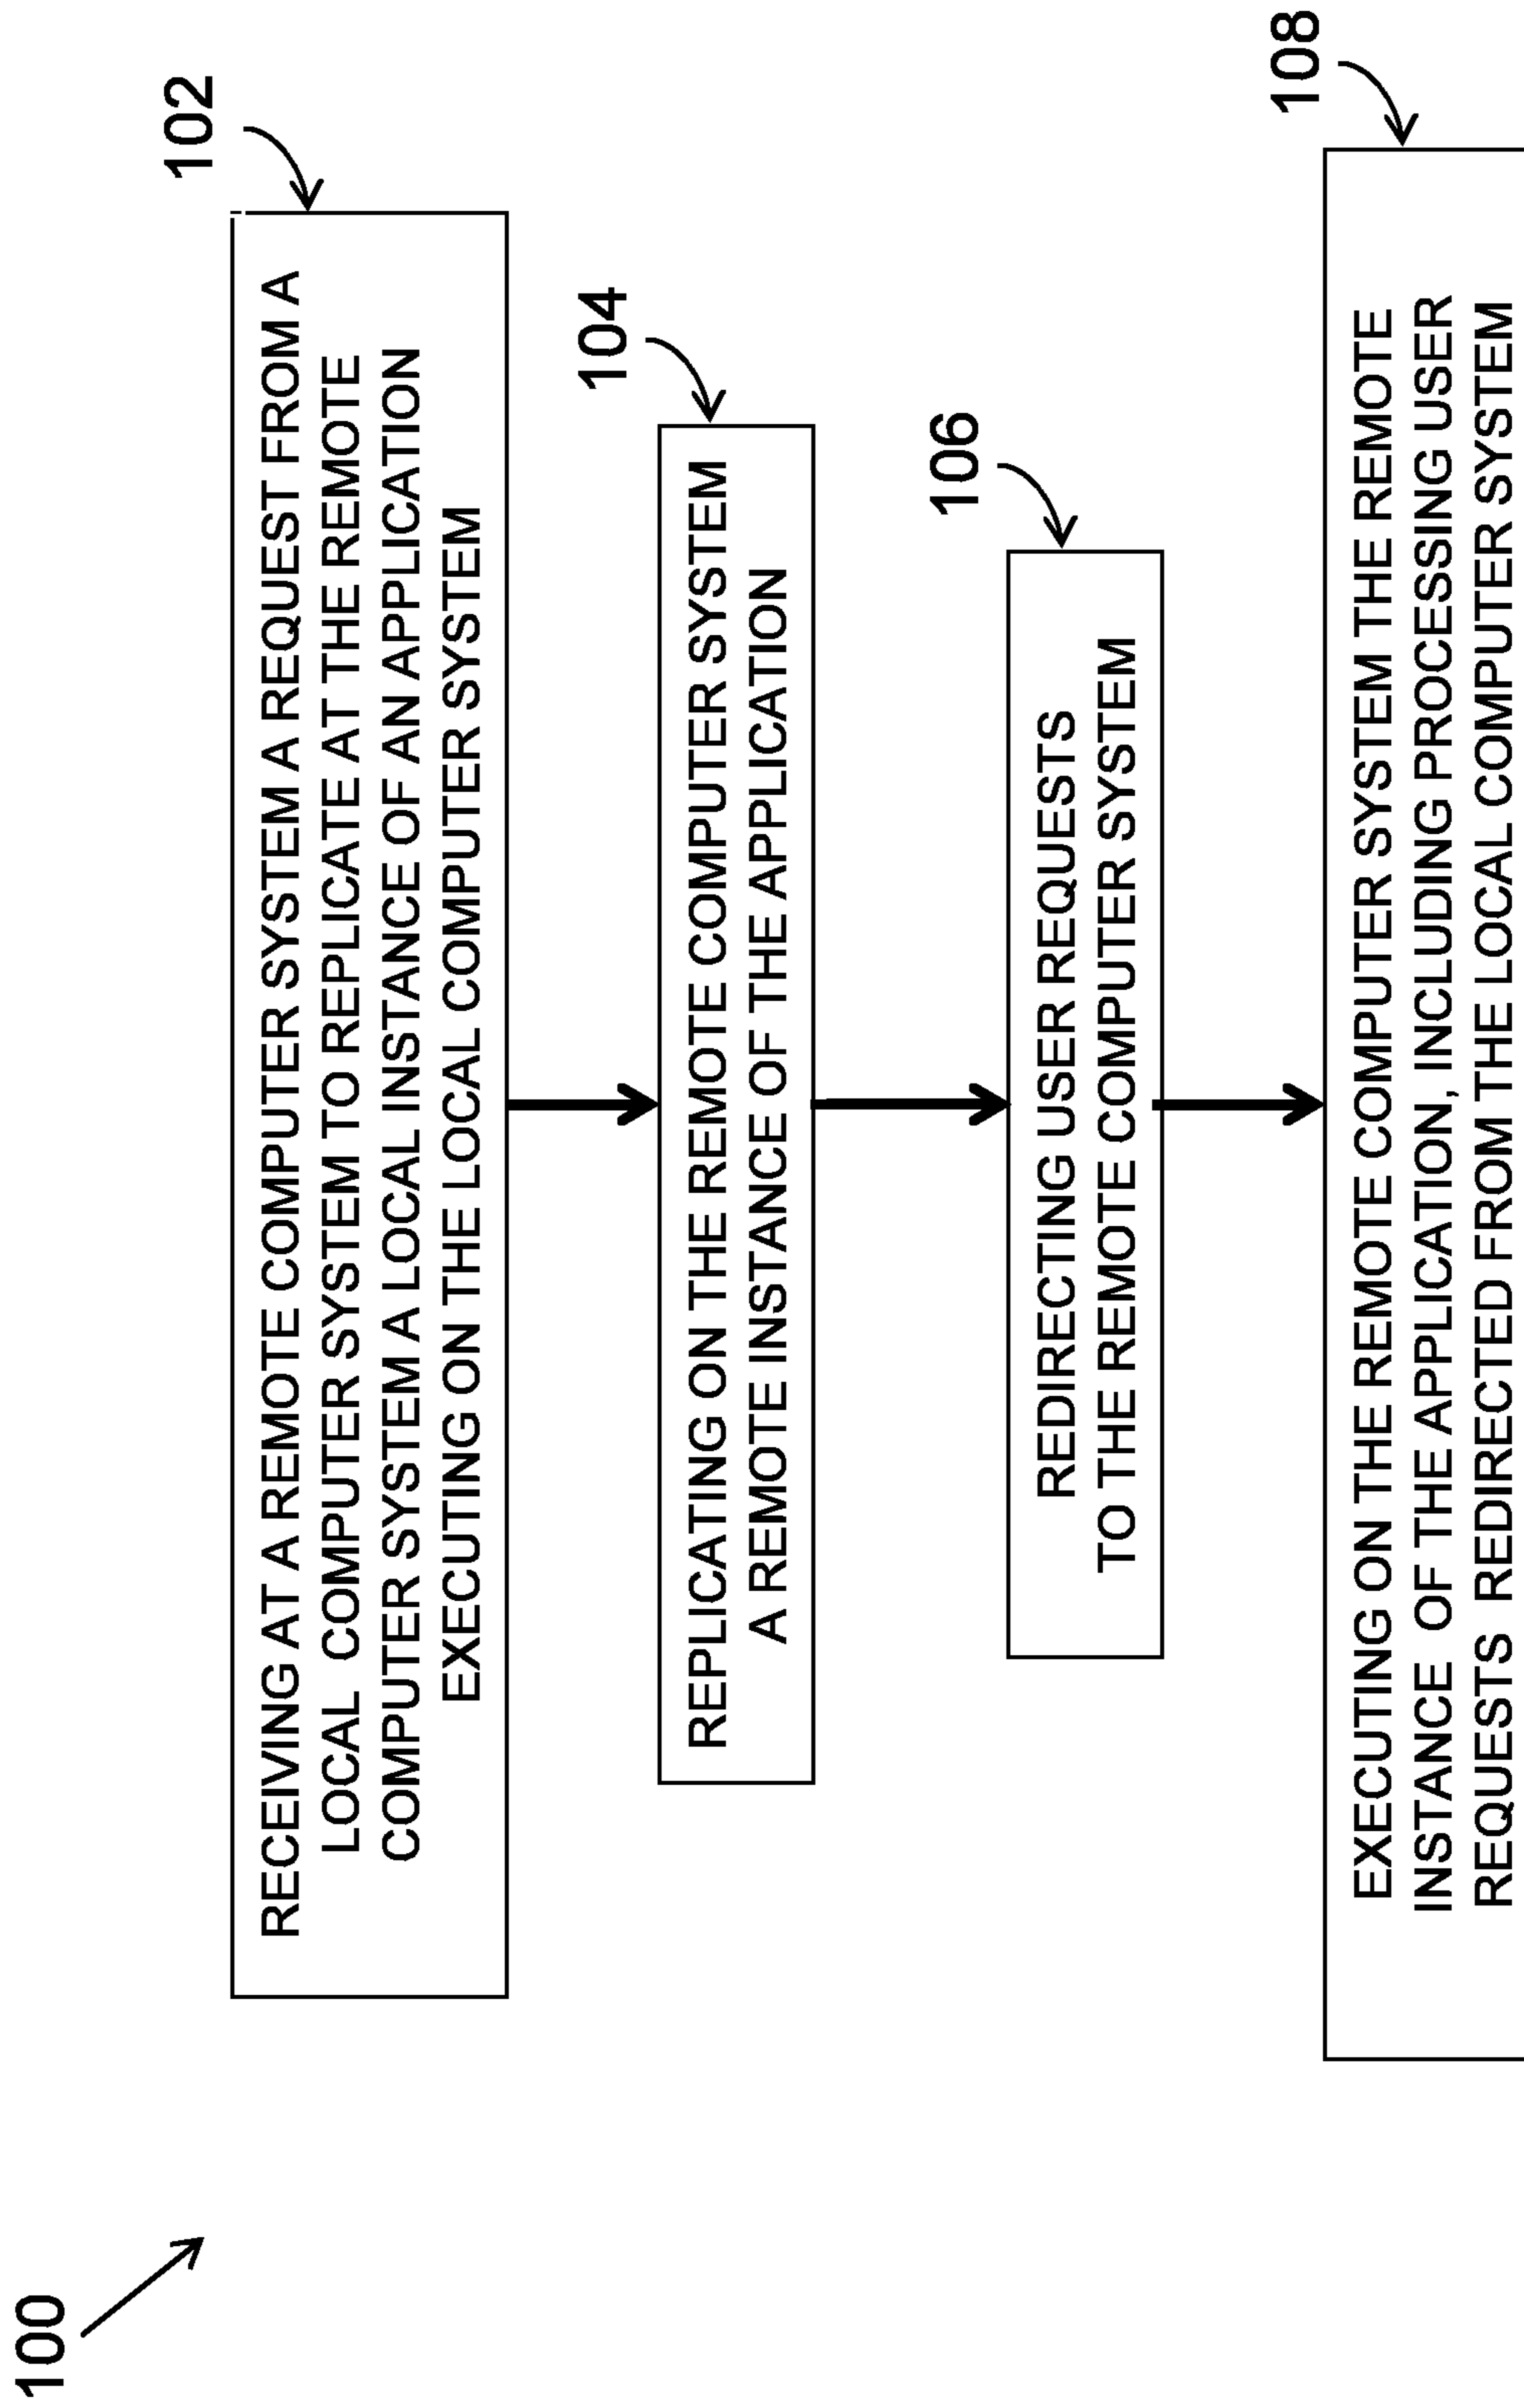 100
102
RECEIVING AT A REMOTE COMPUTER SYSTEM A REQUEST FROM A
LOCAL COMPUTER SYSTEM TO REPLICATE AT THE REMOTE
COMPUTER SYSTEM A LOCAL INSTANCE OF AN APPLICATION
EXECUTING ON THE LOCAL COMPUTER SYSTEM
104
REPLICATING ON THE REMOTE COMPUTER SYSTEM
A REMOTE INSTANCE OF THE APPLICATION
106
REDIRECTING USER REQUESTS
TO THE REMOTE COMPUTER SYSTEM
108
EXECUTING ON THE REMOTE COMPUTER SYSTEM THE REMOTE
INSTANCE OF THE APPLICATION, INCLUDING PROCESSING USER
REQUESTS REDIRECTED FROM THE LOCAL COMPUTER SYSTEM